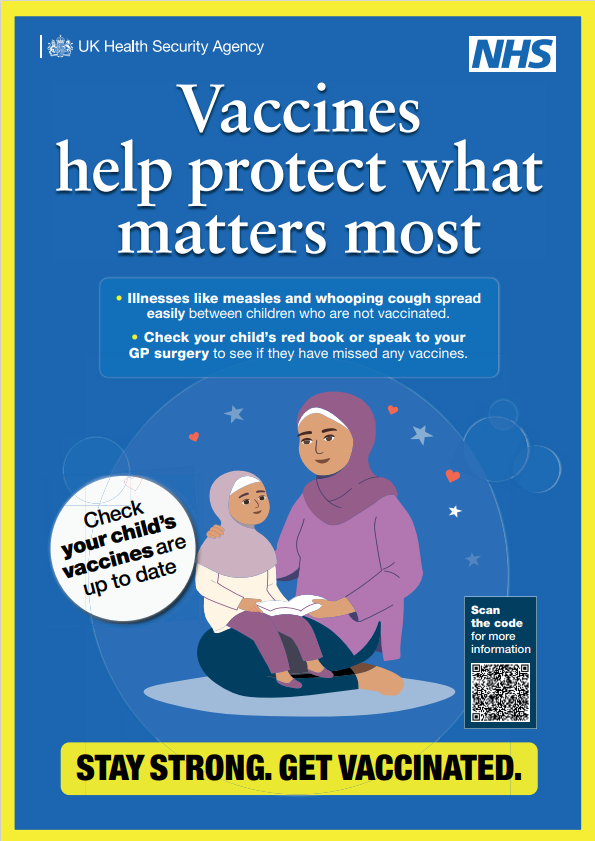 UK Health Security Agency
NHS
Vaccines
help protect what
matters most
• Illnesses like measles and whooping cough spread
easily between children who are not vaccinated.
• Check your child's red book or speak to your
GP surgery to see if they have missed any vaccines.
Check
your child's
vaccines are
up to date
Scan
the code
for more
information
STAY STRONG. GET VACCINATED.